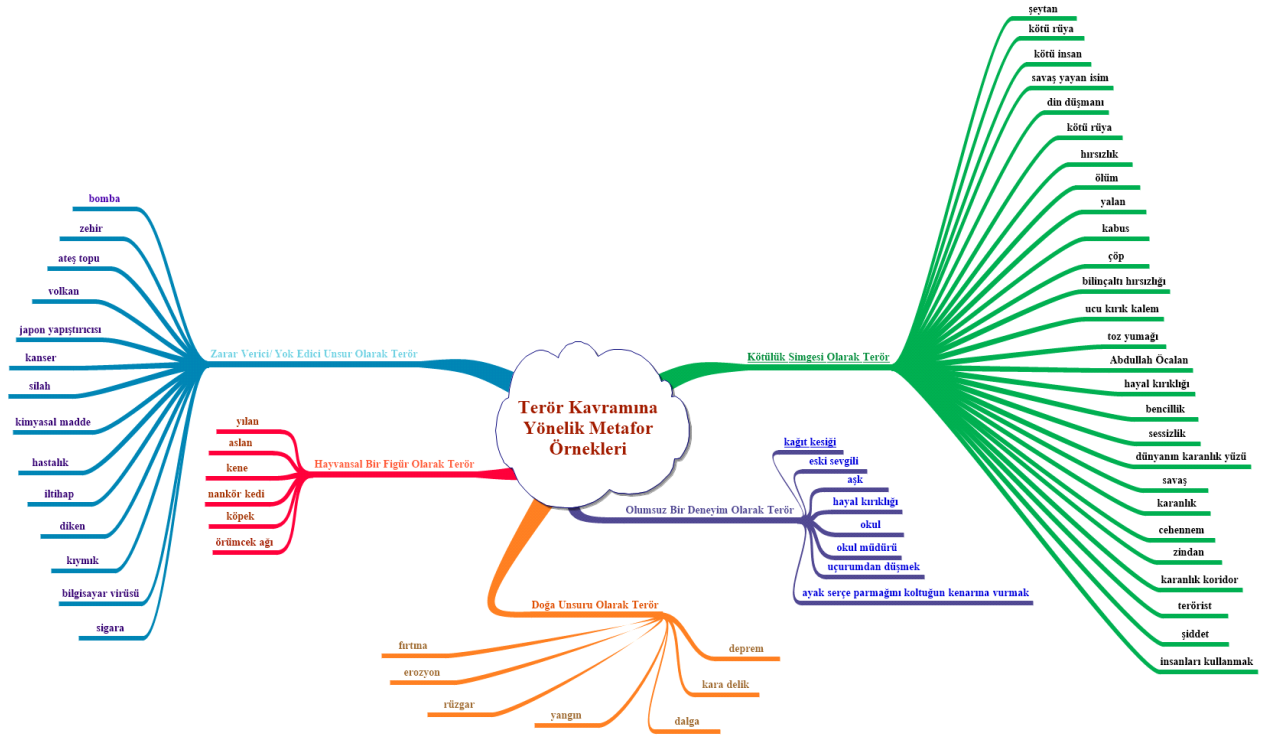 Terör Kavramına
Yönelik Metafor
Örnekleri
Kötülük Simgesi Olarak Terör
şeytan
kötü rüya
kötü insan
savaş yayan isim
din düşmanı
kötü rüya
hırsızlık
ölüm
yalan
kabus
çöp
bilinçaltı hırsızlığı
ucu kırık kalem
toz yumağı
Abdullah Öcalan
hayal kırıklığı
bencillik
sessizlik
dünyanın karanlık yüzü
savaş
karanlık
cehennem
zindan
karanlık koridor
terörist
şiddet
insanları kullanmak
Olumsuz Bir Deneyim Olarak Terör
kağıt kesiği
eski sevgili
aşk
hayal kırıklığı
okul
okul müdürü
uçurumdan düşmek
ayak serçe parmağını koltuğun kenarına vurmak
Doğa Unsuru Olarak Terör
deprem
kara delik
dalga
yangın
rüzgar
erozyon
fırtına
Hayvansal Bir Figür Olarak Terör
yılan
aslan
kene
nankör kedi
köpek
örümcek ağı
Zarar Verici/ Yok Edici Unsur Olarak Terör
bomba
zehir
ateş topu
volkan
japon yapıştırıcısı
kanser
silah
kimyasal madde
hastalık
iltihap
diken
kıymık
bilgisayar virüsü
sigara